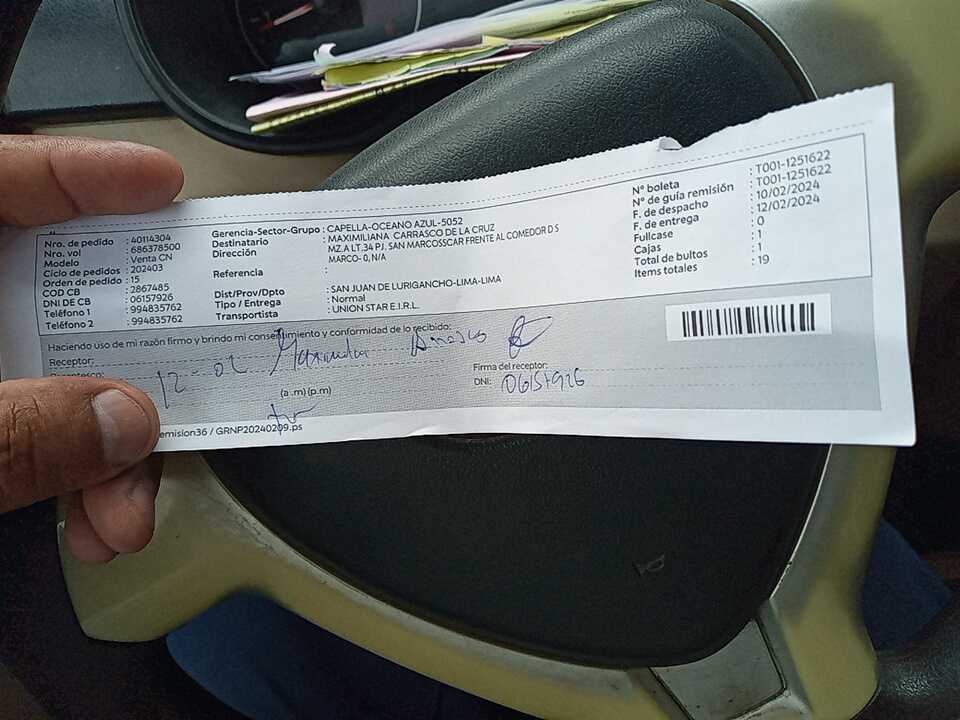 Nro. de pedido : 40114304
Nro. vol : 686378500
Modelo : Venta CN
Ciclo de pedidos : 202403
Orden de pedido : 15
COD CB : 2867485
DNI DE CB : 06157926
Teléfono 1 : 994835762
Teléfono 2 : 994835762
Gerencia-Sector-Grupo : CAPELLA-OCEANO AZUL-5052
Destinatario : MAXIMILIANA CARRASCO DE LA CRUZ
Dirección : MZ.A LT.34 PJ. SAN MARCOSSCAR FRENTE AL COMEDOR D S
MARCO- 0, N/A
Referencia :
Dist/Prov/Dpto : SAN JUAN DE LURIGANCHO-LIMA-LIMA
Tipo / Entrega : Normal
Transportista : UNION STAR E.I.R.L.
N° boleta : T001-1251622
N° de guía remisión : T001-1251622
F. de despacho : 10/02/2024
F. de entrega : 12/02/2024
Fullcase : 0
Cajas : 1
Total de bultos : 1
Items totales : 19
Haciendo uso de mi razón firmo y brindo mi consentimiento y conformidad de lo recibido:
Receptor:
12-02
(a.m) (p.m)
Firma del receptor:
DNI: 06157926
emision36 / GRNP20240209.ps